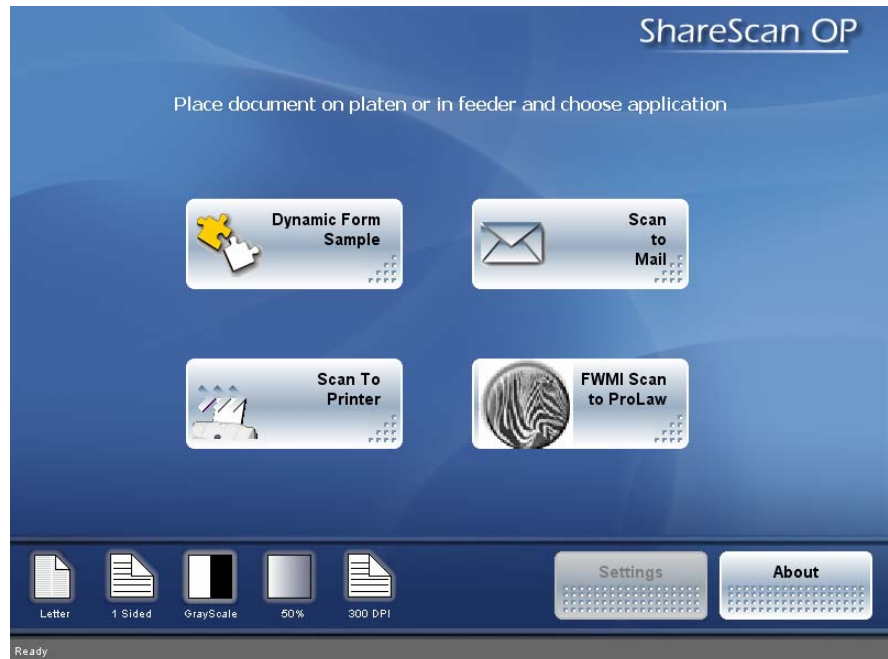 ShareScan OP
Place document on platen or in feeder and choose application
Dynamic Form
Sample
Scan
to
Mail
Scan To
Printer
FWMI Scan
to ProLaw
Letter
1 Sided
GrayScale
50%
300 DPI
Settings
About
Ready